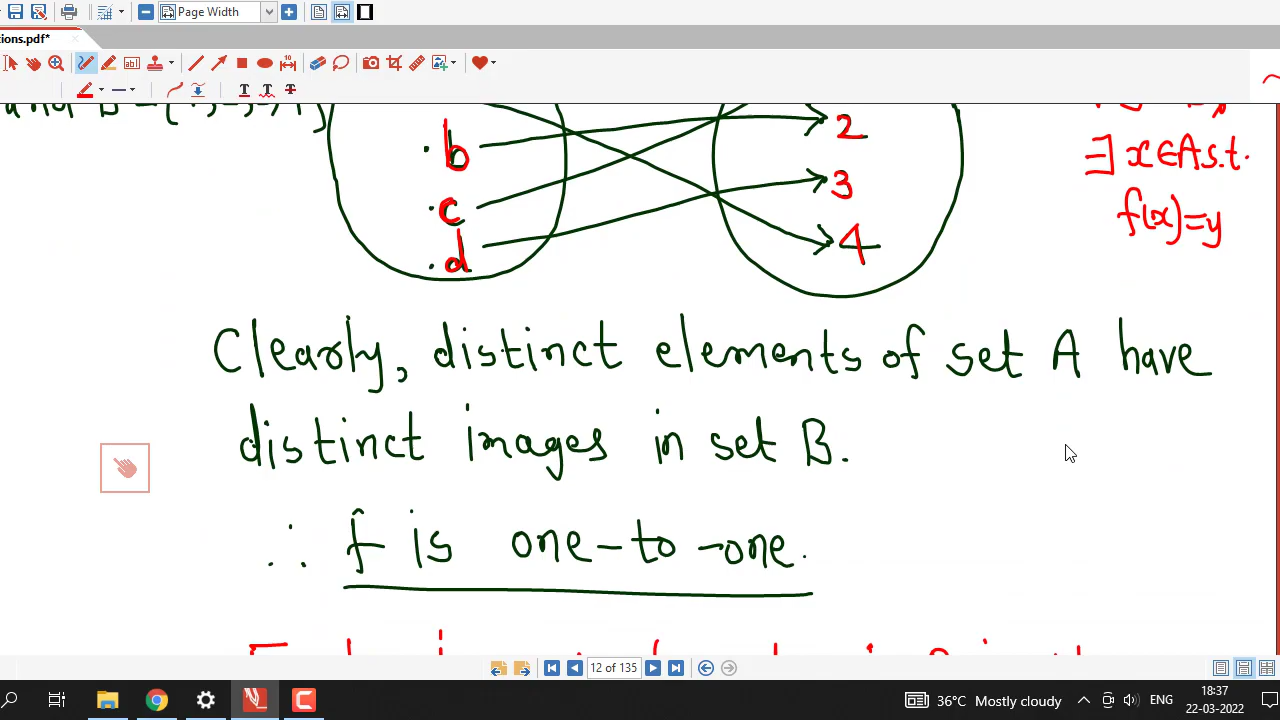 Page Width
tions.pdf*
b
c
d
2
3
4
∃ x∈A s.t.
f(x)=y
Clearly, distinct elements of set A have
distinct images in set B.
∴ f is one-to-one.
12 of 135
36°C Mostly cloudy
ENG
18:37
22-03-2022